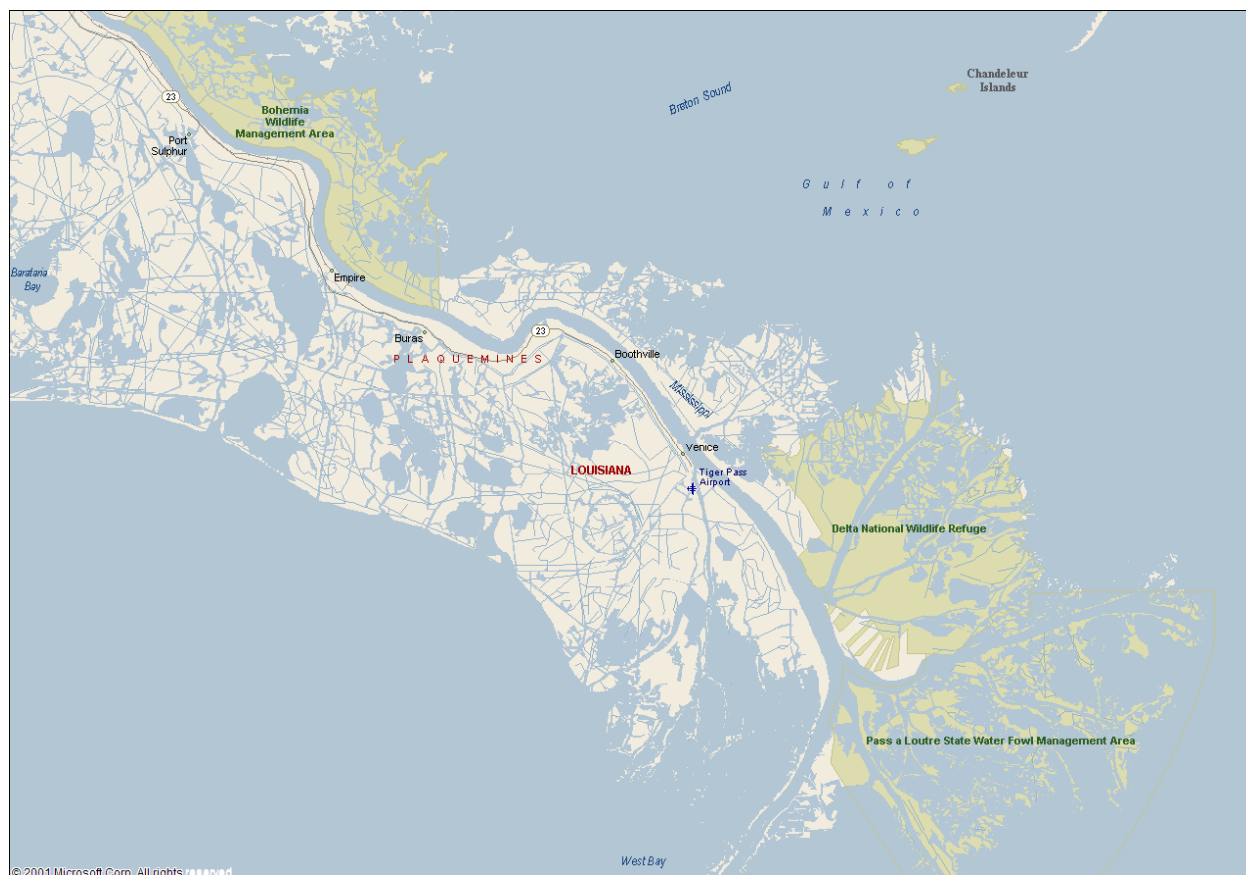 Chandeleur
Islands
Breton Sound
23
Bohemia
Wildlife
Management Area
Port
Sulphur
Gulf of
Mexico
Barataria
Bay
Empire
23
Buras
PLAQUEMINES
Boothville
Mississippi
Venice
LOUISIANA
Tiger Pass
Airport
Delta National Wildlife Refuge
Pass a Loutre State Water Fowl Management Area
West Bay
© 2001 Microsoft Corp. All rights reserved